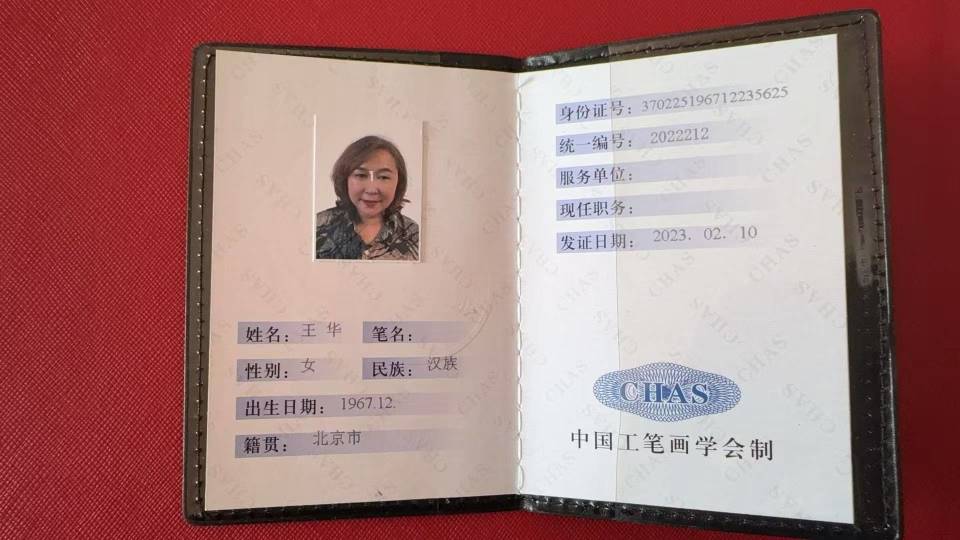 姓名：王 华 笔名：
性别：女 民族：汉族
出生日期：1967.12.
籍贯：北京市
身份证号：370225196712235625
统一编号：2022212
服务单位：
现任职务：
发证日期：2023. 02. 10
CHAS
中国工笔画学会制